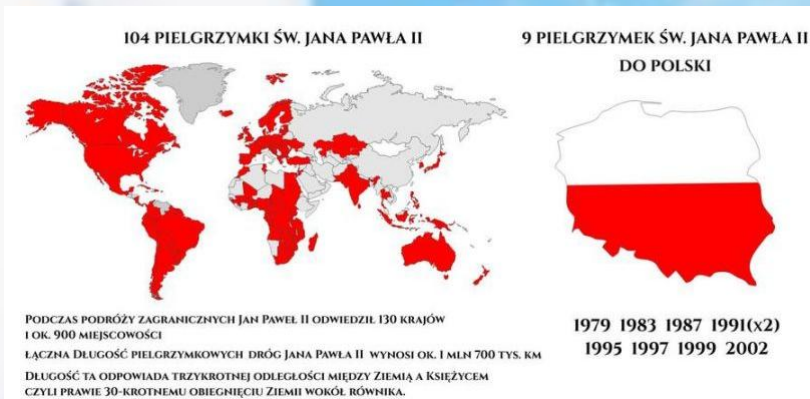 104 PIELGRZYMKI ŚW. JANA PAWŁA II
9 PIELGRZYMEK ŚW. JANA PAWŁA II
DO POLSKI
PODCZAS PODRÓŻY ZAGRANICZNYCH JAN PAWEŁ II ODWIEDZIŁ 130 KRAJÓW
I OK. 900 MIEJSCOWOŚCI
ŁĄCZNA DŁUGOŚĆ PIELGRZYMKOWYCH DRÓG JANA PAWŁA II WYNOSI OK. 1 MLN 700 TYS. KM
DŁUGOŚĆ TA ODPOWIADA TRZYKROTNEJ ODLEGŁOŚCI MIĘDZY ZIEMIĄ A KSIĘŻYCEM
CZYLI PRAWIE 30-KROTNEMU OBIEGNIĘCIU ZIEMII WOKÓŁ RÓWNIKA.
1979 1983 1987 1991(x2)
1995 1997 1999 2002